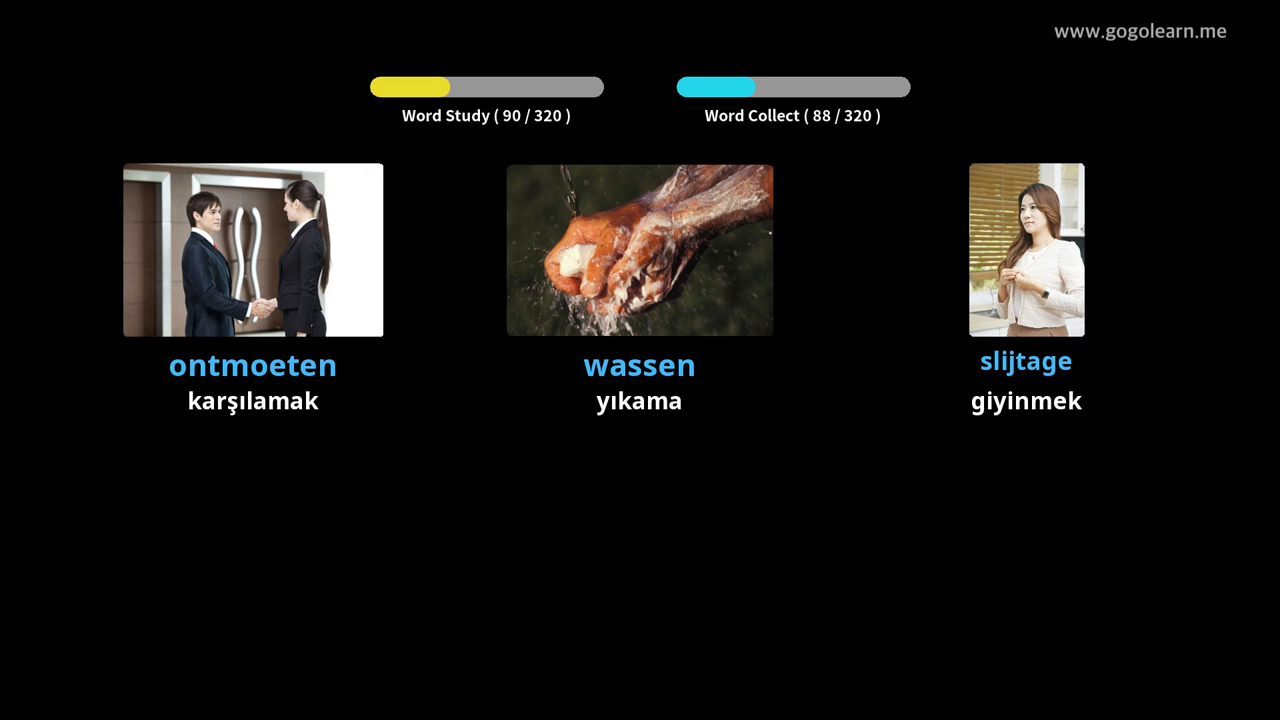 www.gogolearn.me
Word Study ( 90 / 320 )
Word Collect ( 88 / 320 )
ontmoeten
karşılamak
wassen
yıkama
slijtage
giyinmek